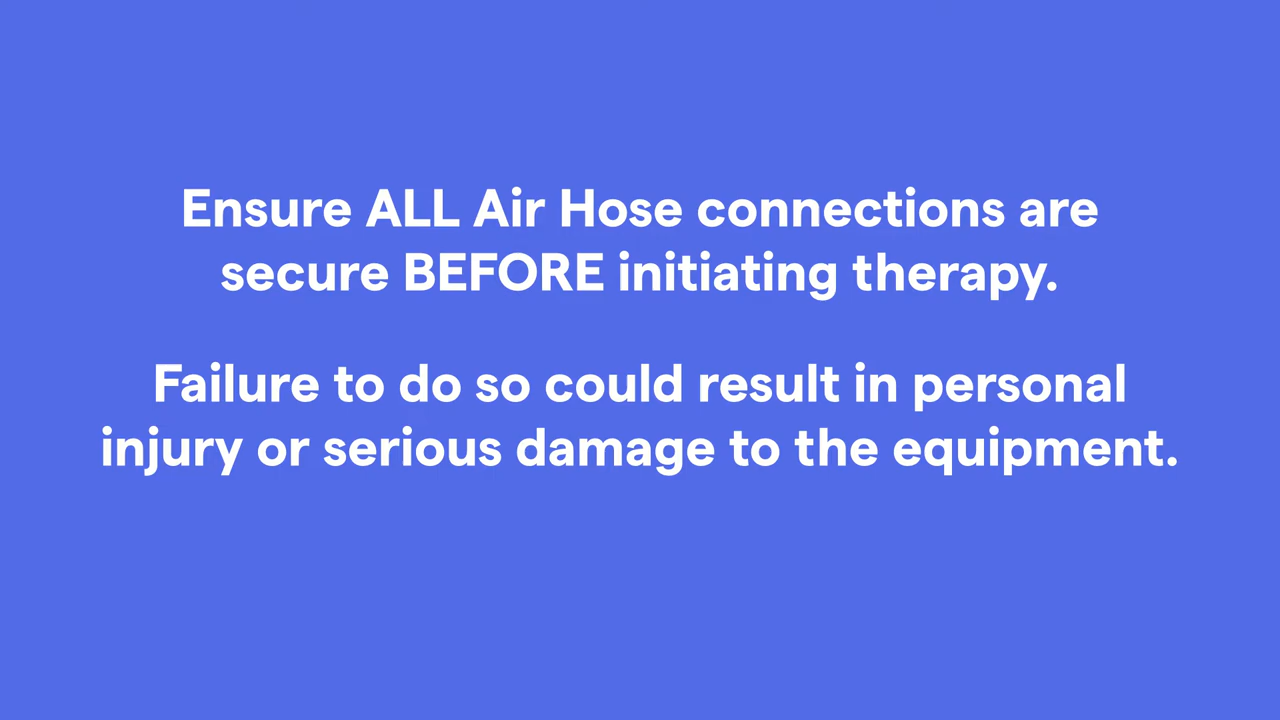 Ensure ALL Air Hose connections are
secure BEFORE initiating therapy.
Failure to do so could result in personal
injury or serious damage to the equipment.